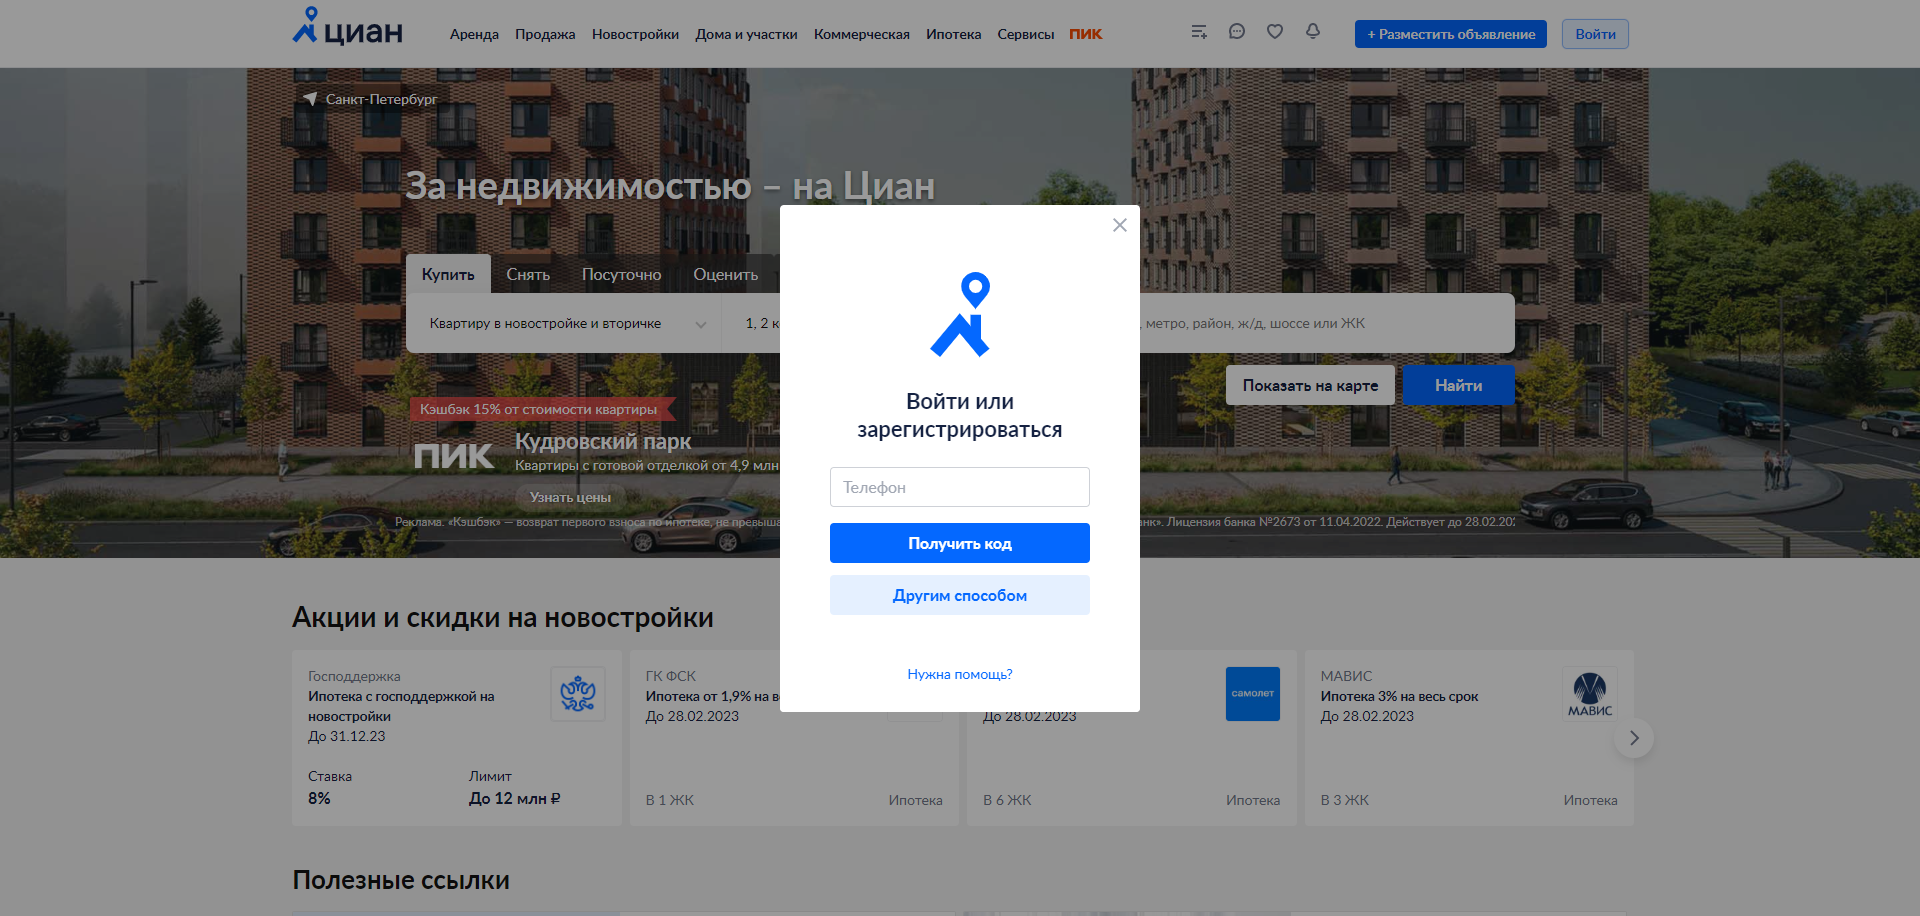 циан
Аренда Продажа Новостройки Дома и участки Коммерческая Ипотека Сервисы ПИК
+ Разместить объявление
Войти
Санкт-Петербург
За недвижимостью – на Циан
Купить Снять Посуточно Оценить
Квартиру в новостройке и вторичке
1, 2 к
, метро, район, ж/д, шоссе или ЖК
Показать на карте
Найти
Кэшбэк 15% от стоимости квартиры
ПИК
Кудровский парк
Квартиры с готовой отделкой от 4,9 млн
Узнать цены
Реклама. «Кэшбэк» — возврат первого взноса по ипотеке, не превыша
анк». Лицензия банка №2673 от 11.04.2022. Действует до 28.02.202
Войти или
зарегистрироваться
Телефон
Получить код
Другим способом
Нужна помощь?
Акции и скидки на новостройки
Господдержка
Ипотека с господдержкой на
новостройки
До 31.12.23
Ставка
8%
Лимит
До 12 млн ₽
ГК ФСК
Ипотека от 1,9% на в
До 28.02.2023
В 1 ЖК
Ипотека
До 28.02.2023
самолет
В 6 ЖК
Ипотека
МАВИС
Ипотека 3% на весь срок
До 28.02.2023
МАВИС
В 3 ЖК
Ипотека
Полезные ссылки